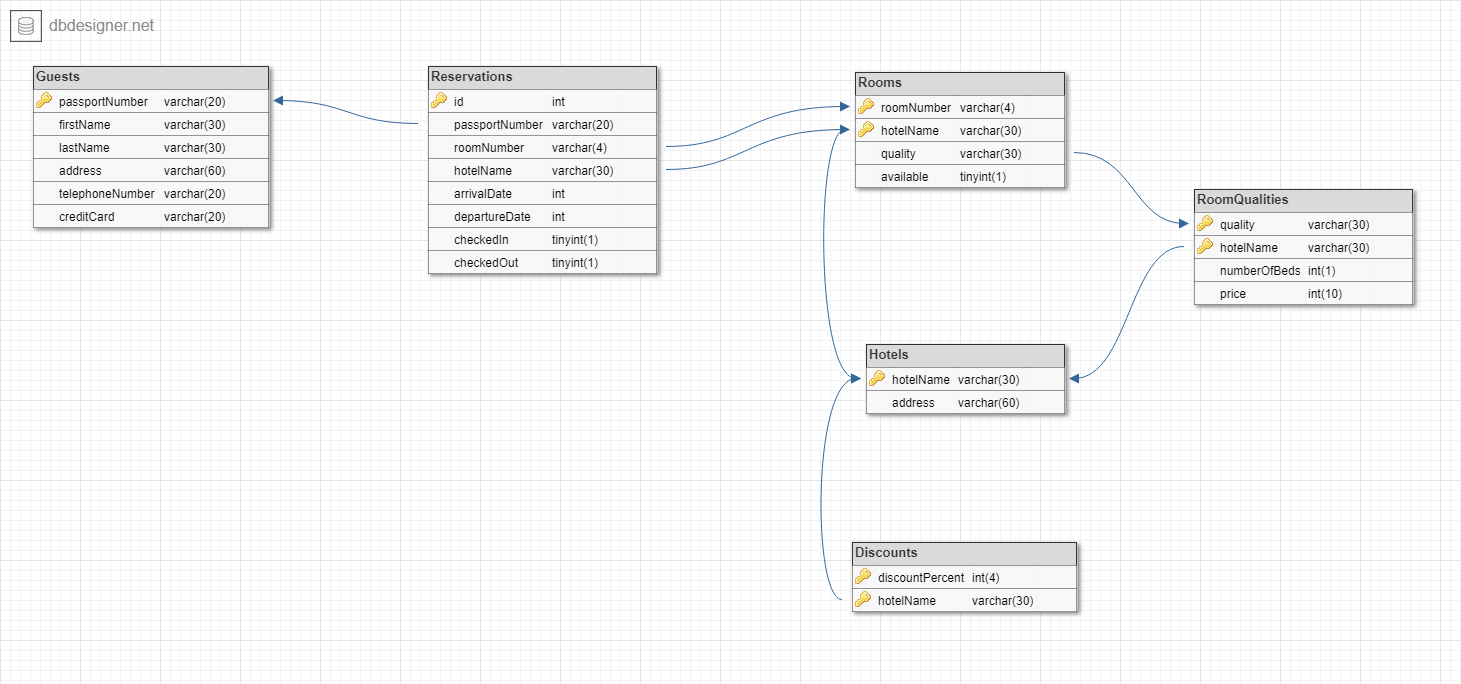 dbdesigner.net
Guests
passportNumber varchar(20)
firstName varchar(30)
lastName varchar(30)
address varchar(60)
telephoneNumber varchar(20)
creditCard varchar(20)
Reservations
id int
passportNumber varchar(20)
roomNumber varchar(4)
hotelName varchar(30)
arrivalDate int
departureDate int
checkedIn tinyint(1)
checkedOut tinyint(1)
Rooms
roomNumber varchar(4)
hotelName varchar(30)
quality varchar(30)
available tinyint(1)
RoomQualities
quality varchar(30)
hotelName varchar(30)
numberOfBeds int(1)
price int(10)
Hotels
hotelName varchar(30)
address varchar(60)
Discounts
discountPercent int(4)
hotelName varchar(30)